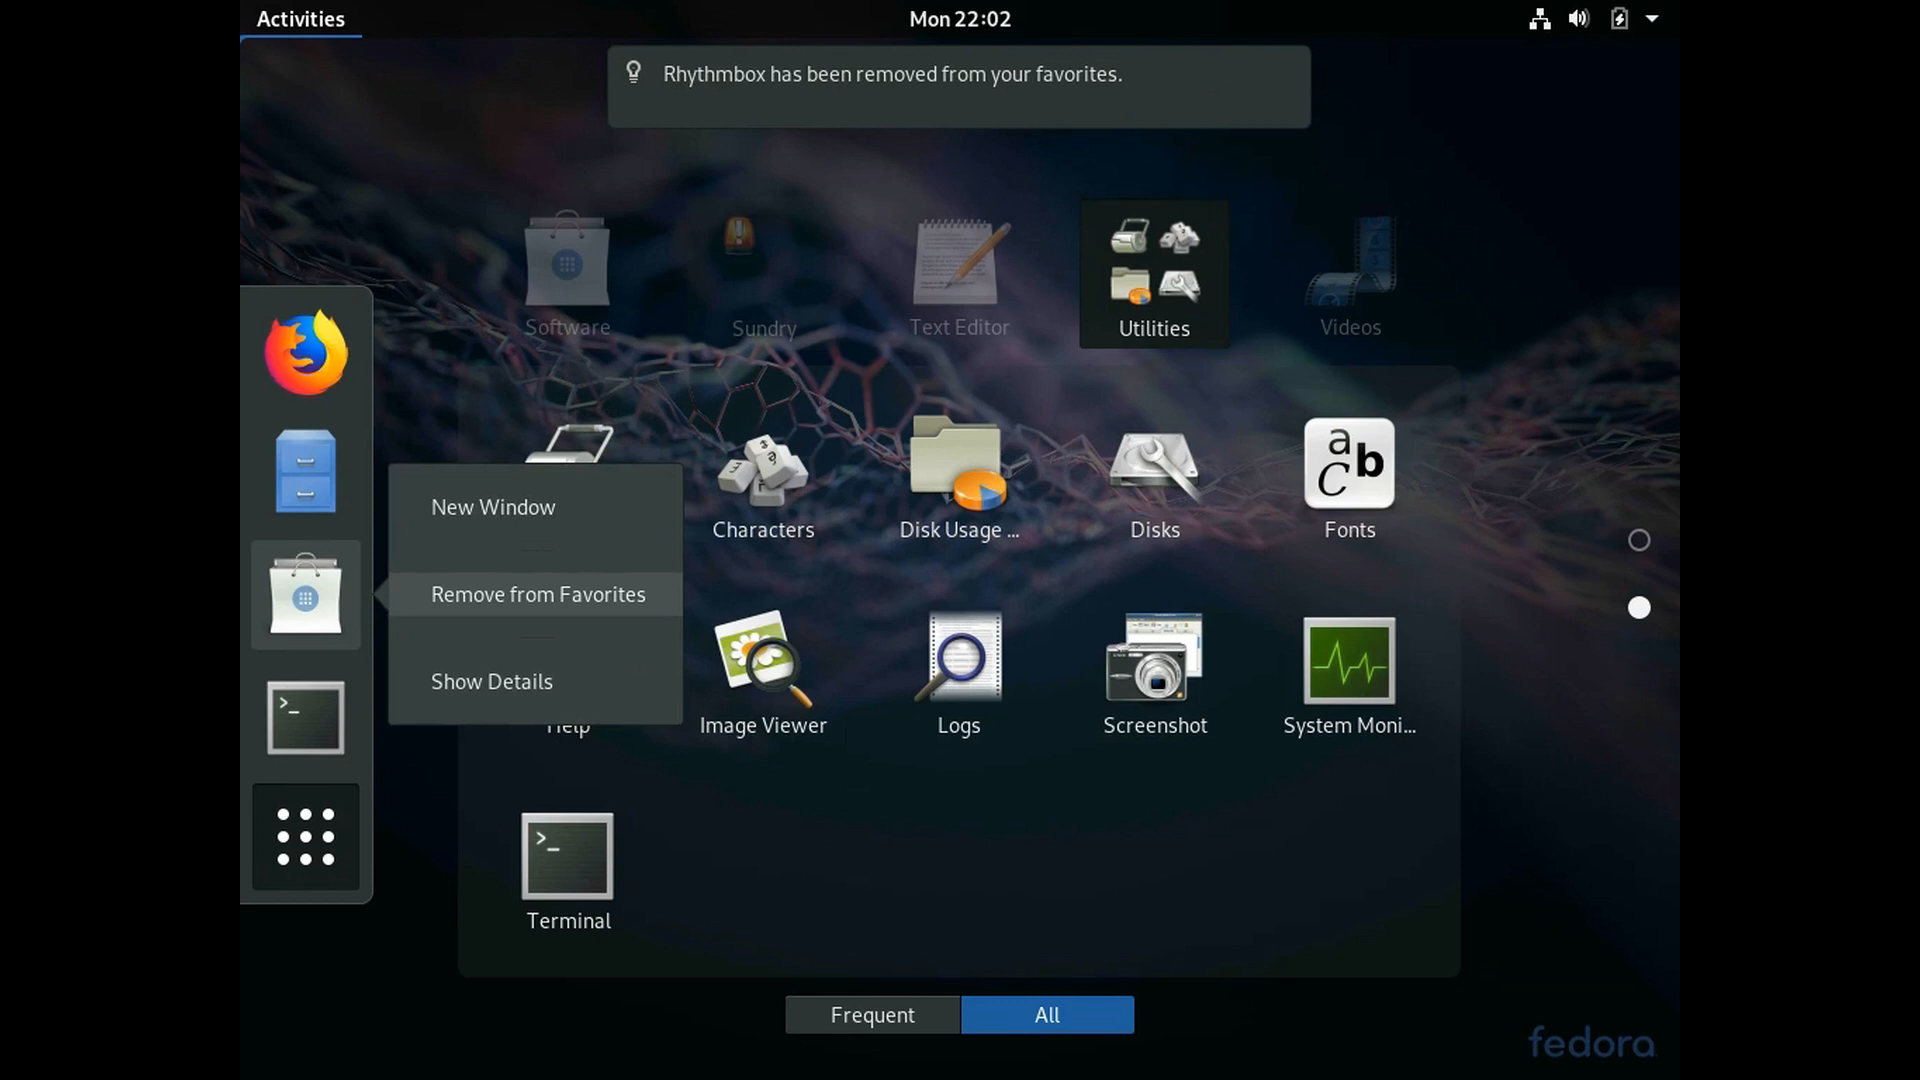 Activities
Mon 22:02
Rhythmbox has been removed from your favorites.
Software
Sundry
Text Editor
Utilities
Videos
Characters
Disk Usage ...
Disks
Fonts
New Window
Remove from Favorites
Show Details
Help
Image Viewer
Logs
Screenshot
System Moni...
Terminal
Frequent
All
fedora